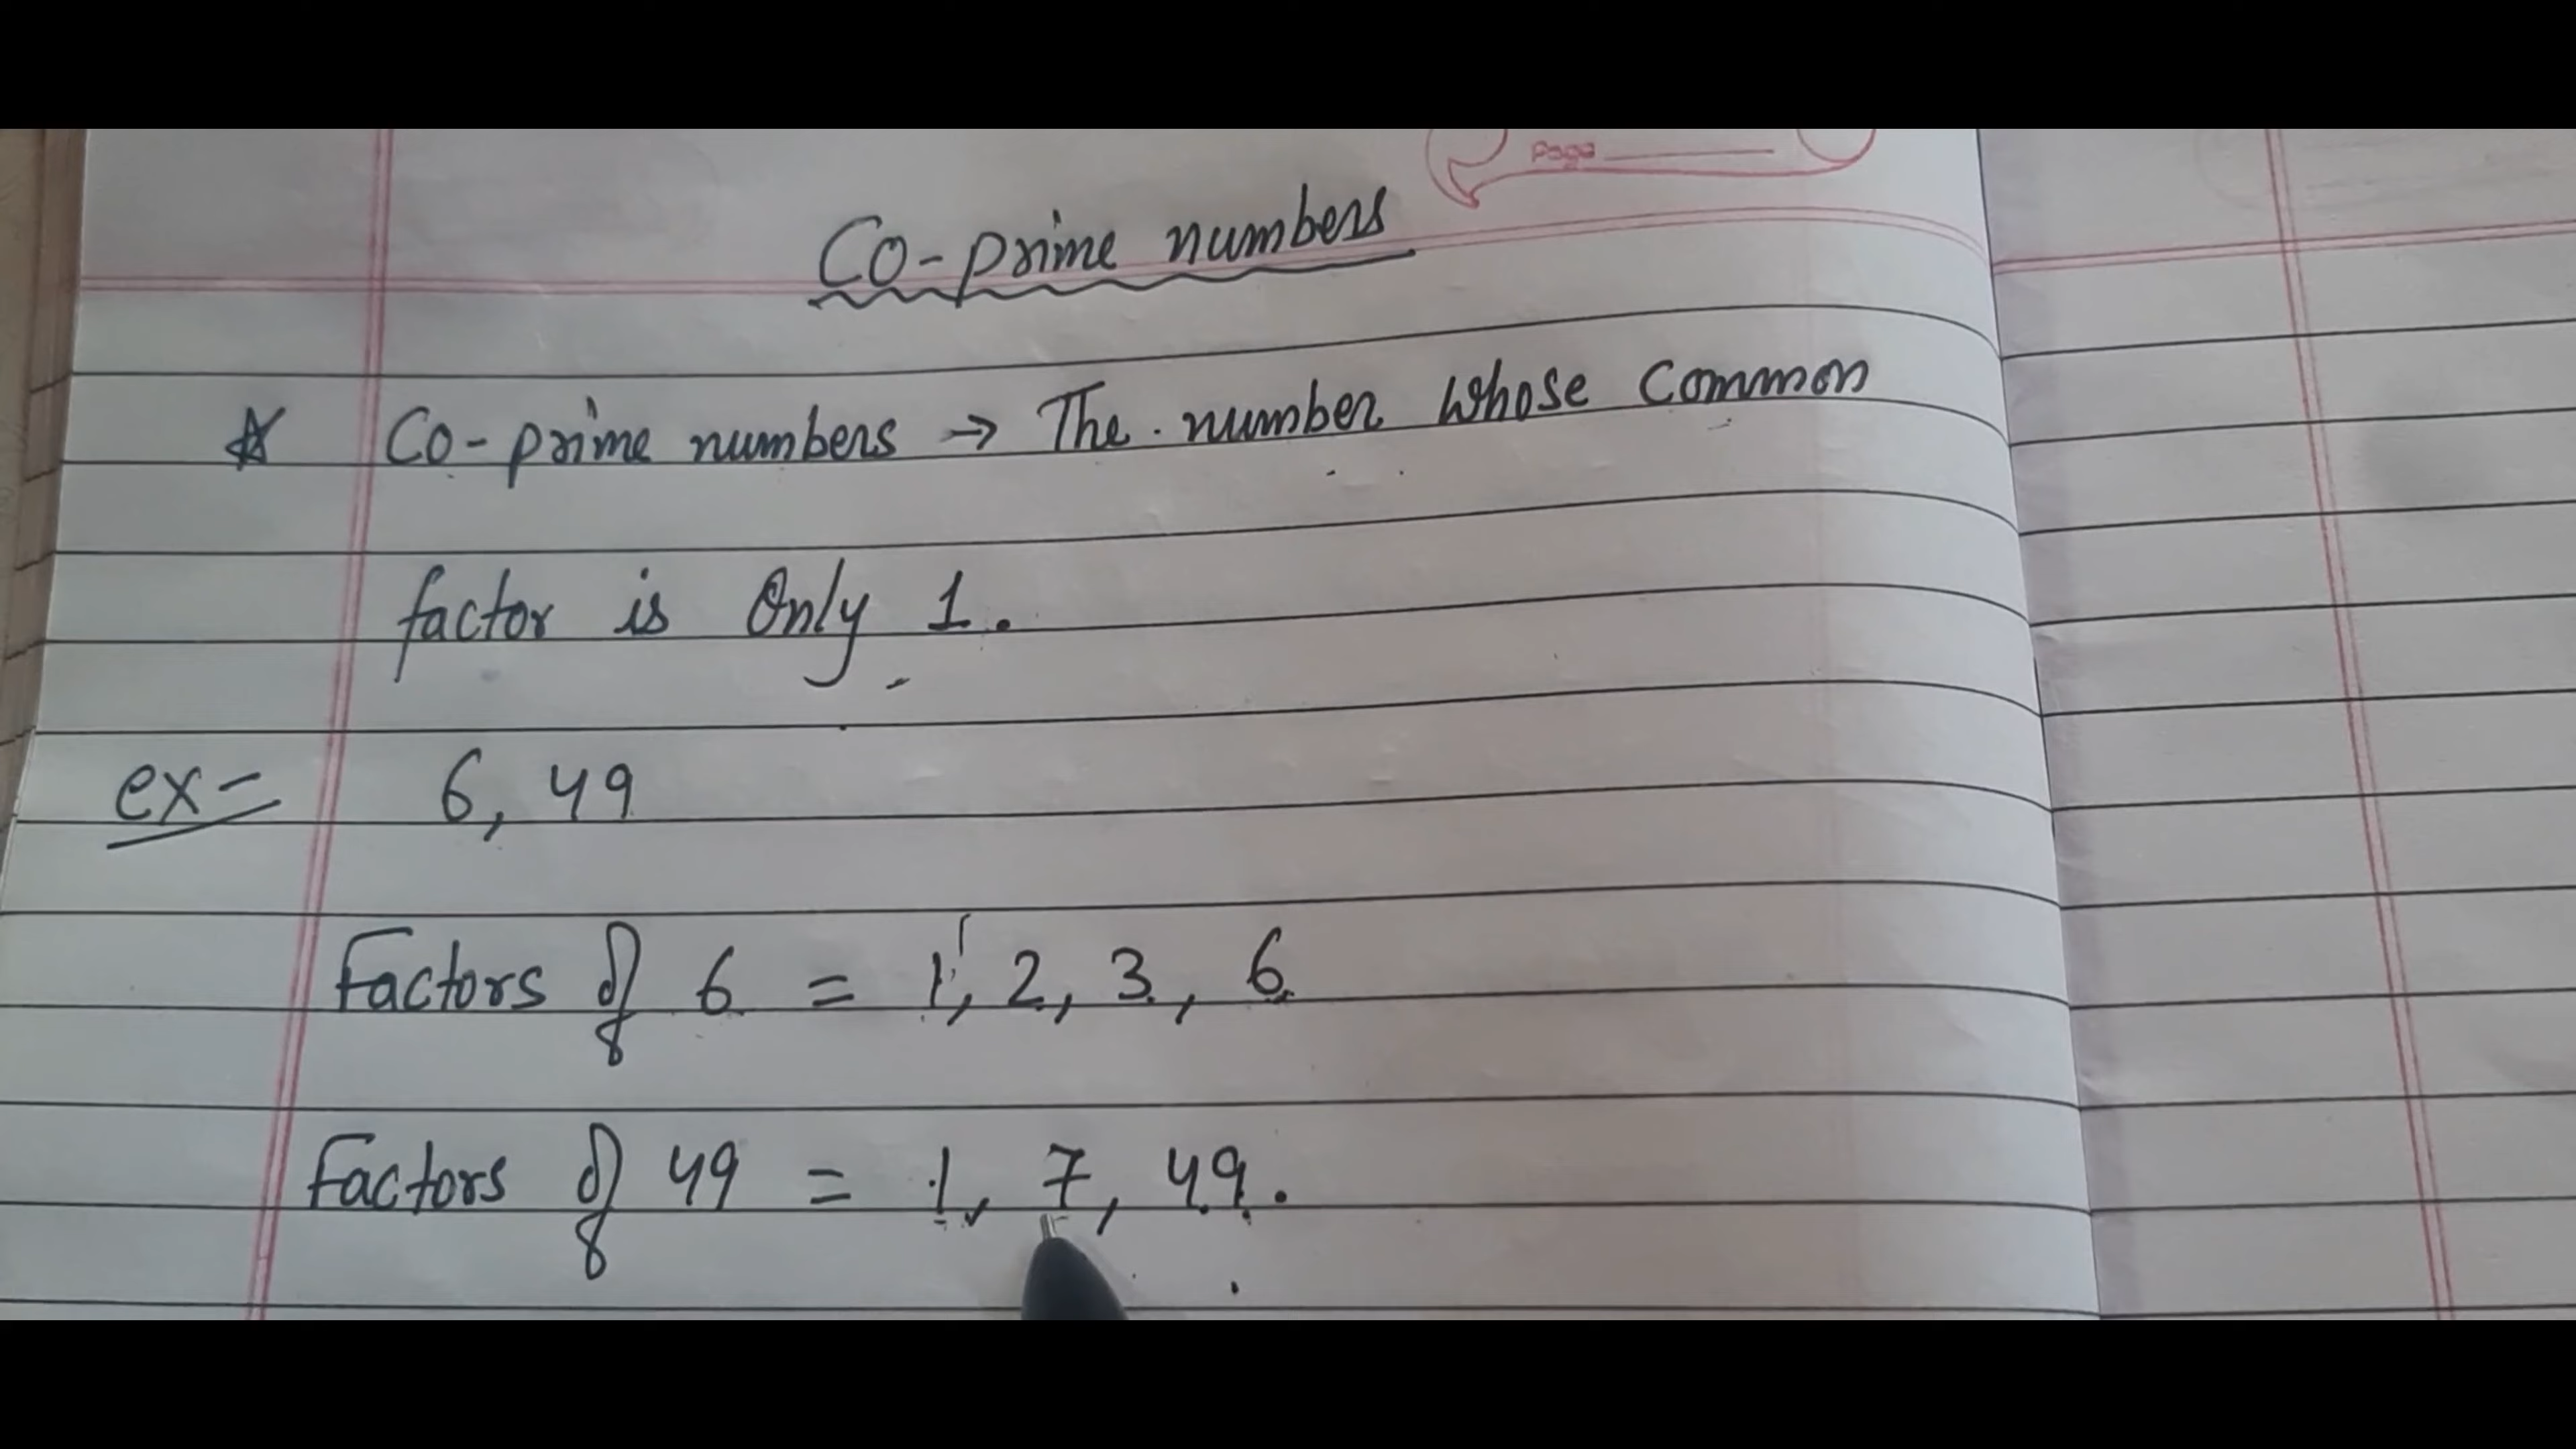 Page
Co-prime numbers
☆ Co-prime numbers → The number whose common
factor is only 1.
ex= 6, 49
Factors of 6 = 1, 2, 3, 6
Factors of 49 = 1, 7, 49.